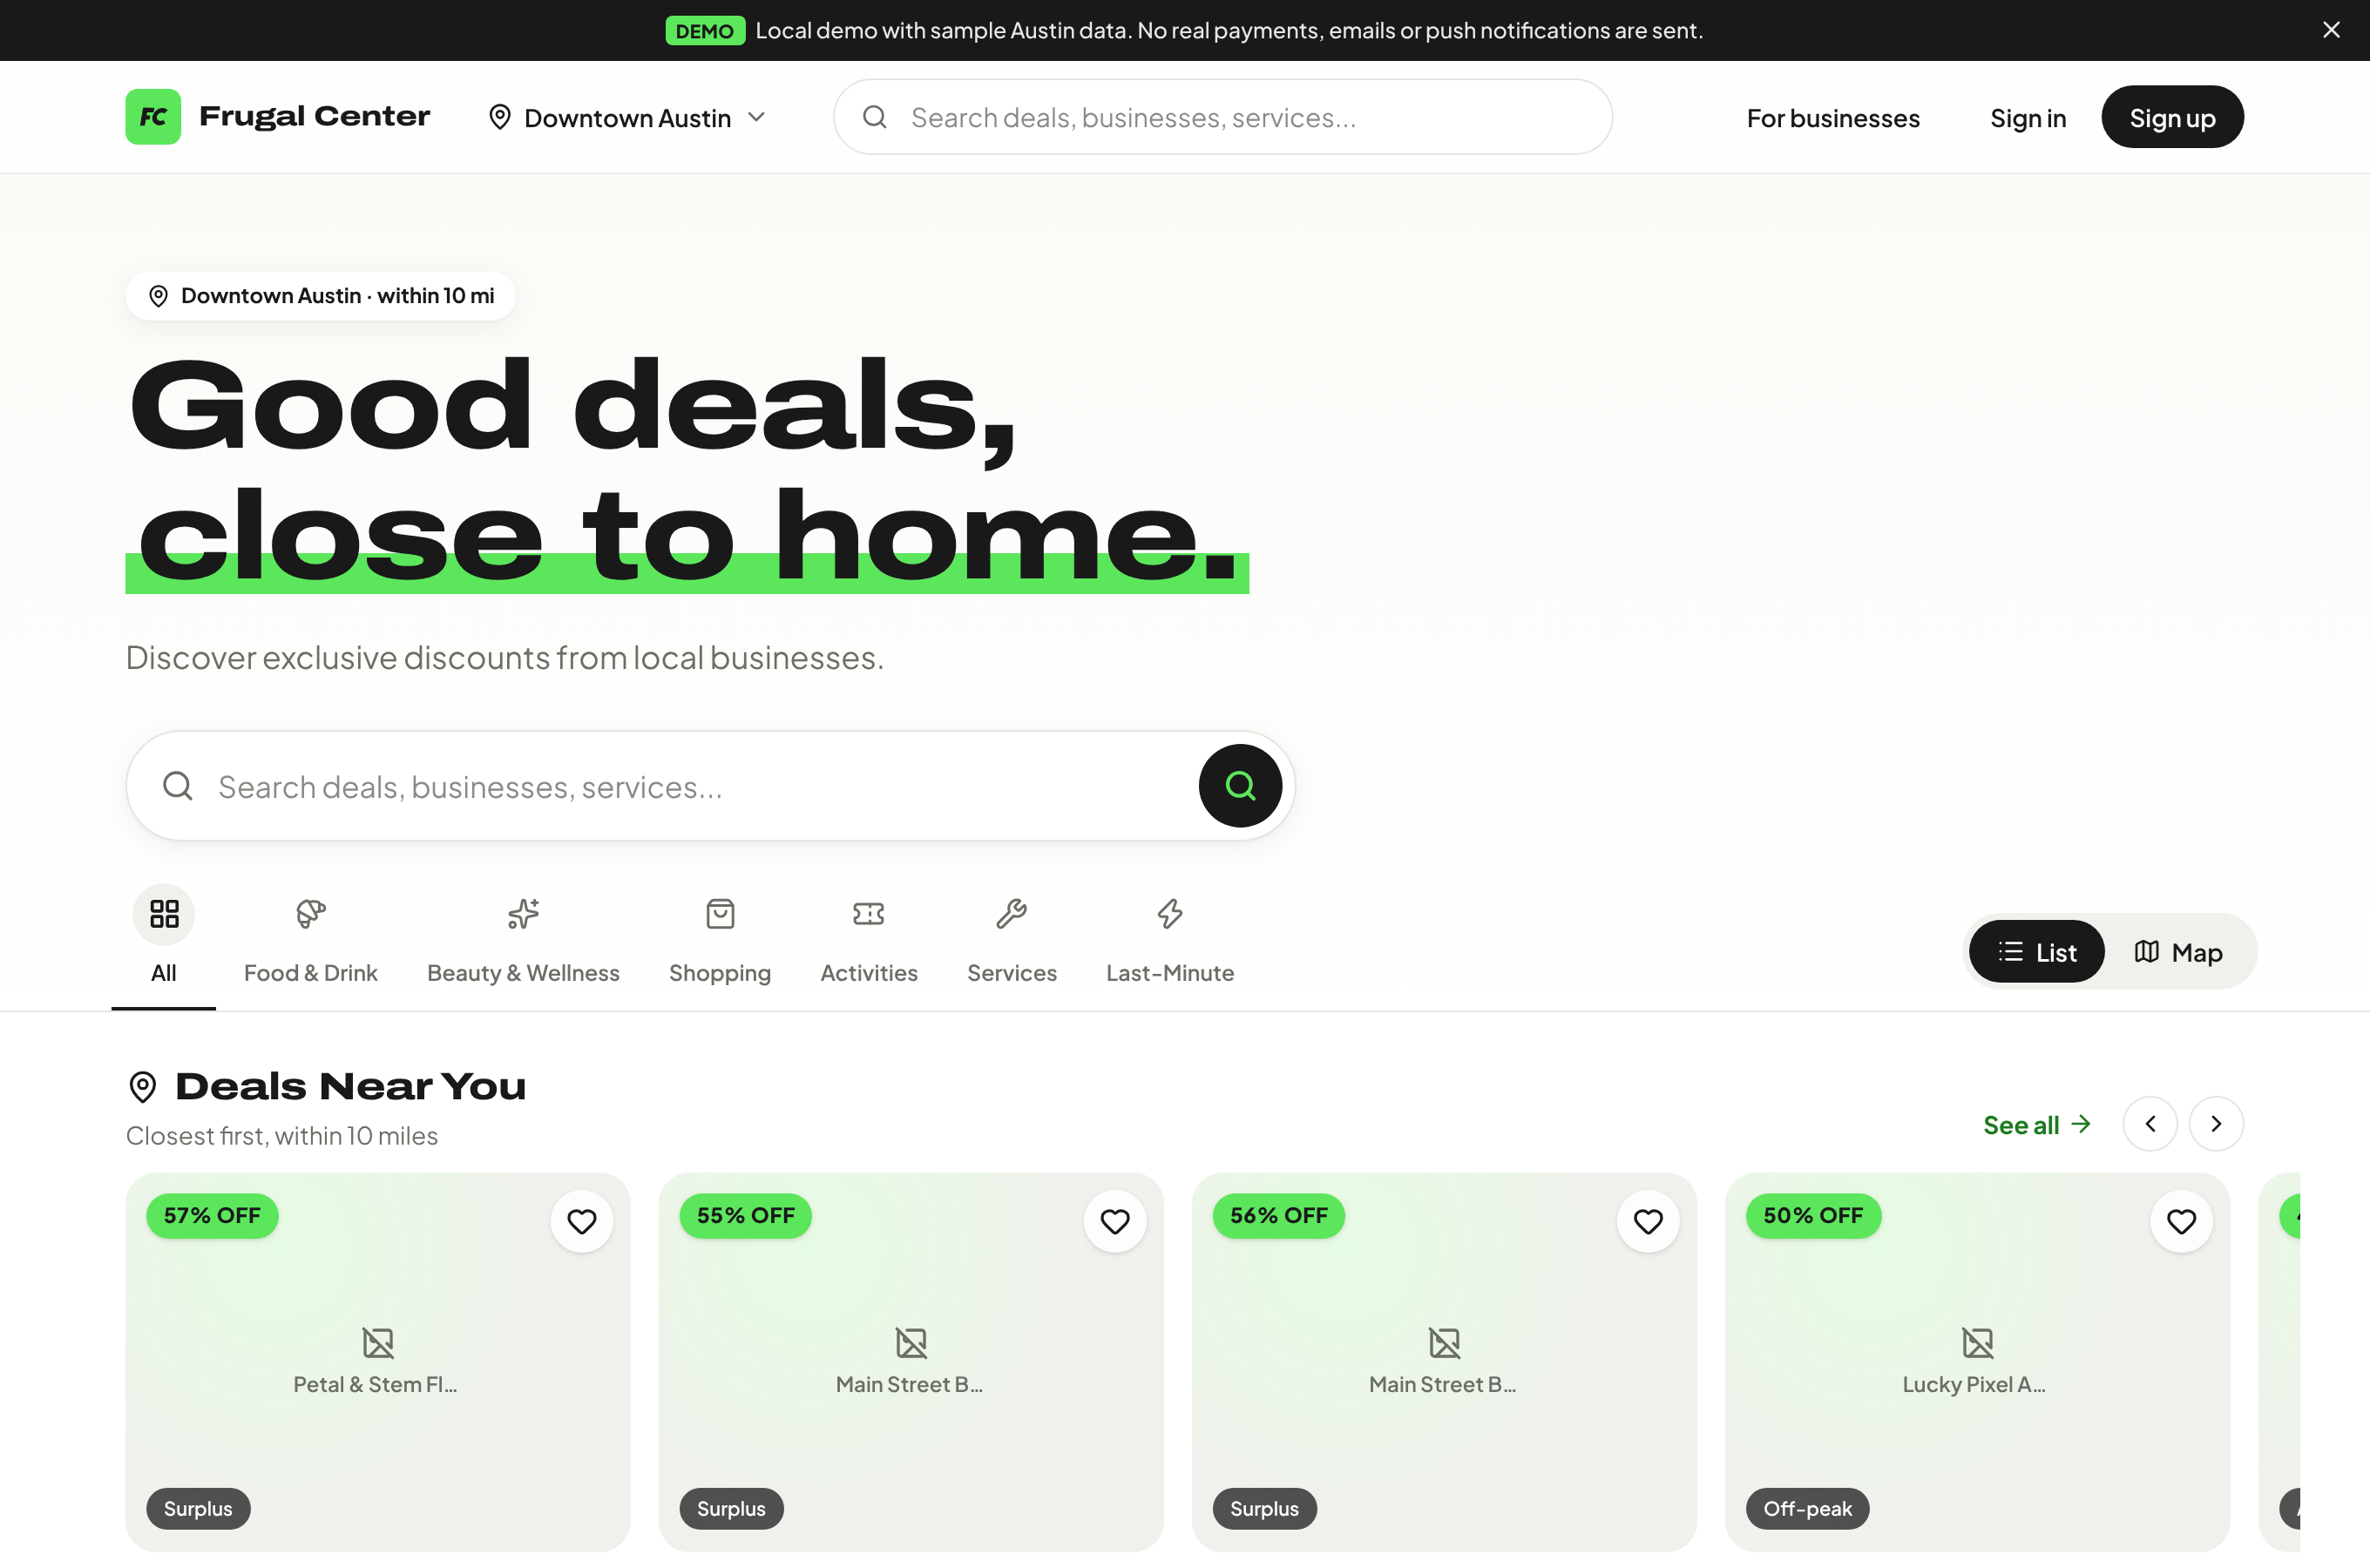 DEMO Local demo with sample Austin data. No real payments, emails or push notifications are sent.
FC Frugal Center
Downtown Austin
Search deals, businesses, services...
For businesses
Sign in
Sign up
Downtown Austin · within 10 mi
Good deals,
close to home.
Discover exclusive discounts from local businesses.
Search deals, businesses, services...
All
Food & Drink
Beauty & Wellness
Shopping
Activities
Services
Last-Minute
List
Map
Deals Near You
Closest first, within 10 miles
See all
57% OFF
Petal & Stem Fl...
Surplus
55% OFF
Main Street B...
Surplus
56% OFF
Main Street B...
Surplus
50% OFF
Lucky Pixel A...
Off-peak